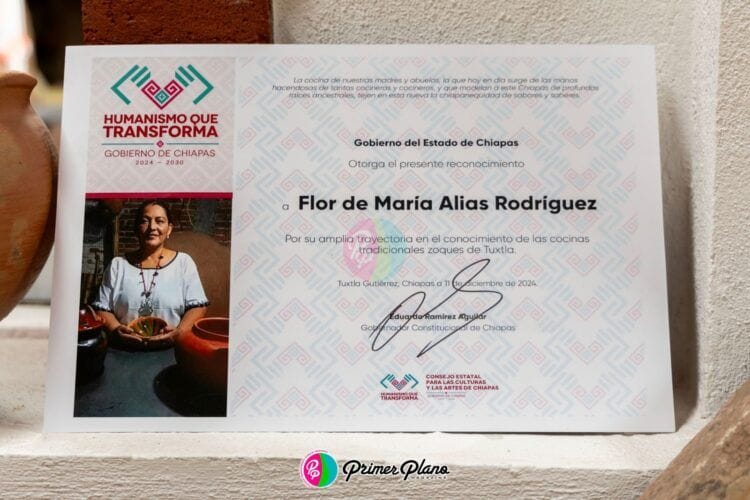 HUMANISMO QUE
TRANSFORMA
GOBIERNO DE CHIAPAS
2024 – 2030
La cocina de nuestras madres y abuelas, la que hoy en día surge de las manos
hacendosas de tantas cocineras y cocineros, y que modelan a este Chiapas de profundas
raíces ancestrales, tejen en esta nueva la chiapanequidad de sabores y saberes.
Gobierno del Estado de Chiapas
Otorga el presente reconocimiento
a Flor de María Alias Rodríguez
Por su amplia trayectoria en el conocimiento de las cocinas
tradicionales zoques de Tuxtla.
Tuxtla Gutiérrez, Chiapas a 11 de diciembre de 2024.
Eduardo Ramírez Aguilar
Gobernador Constitucional de Chiapas
HUMANISMO QUE
TRANSFORMA
CONSEJO ESTATAL
PARA LAS CULTURAS
Y LAS ARTES DE CHIAPAS
GOBIERNO DE CHIAPAS
Primer Plano
MAGAZINE